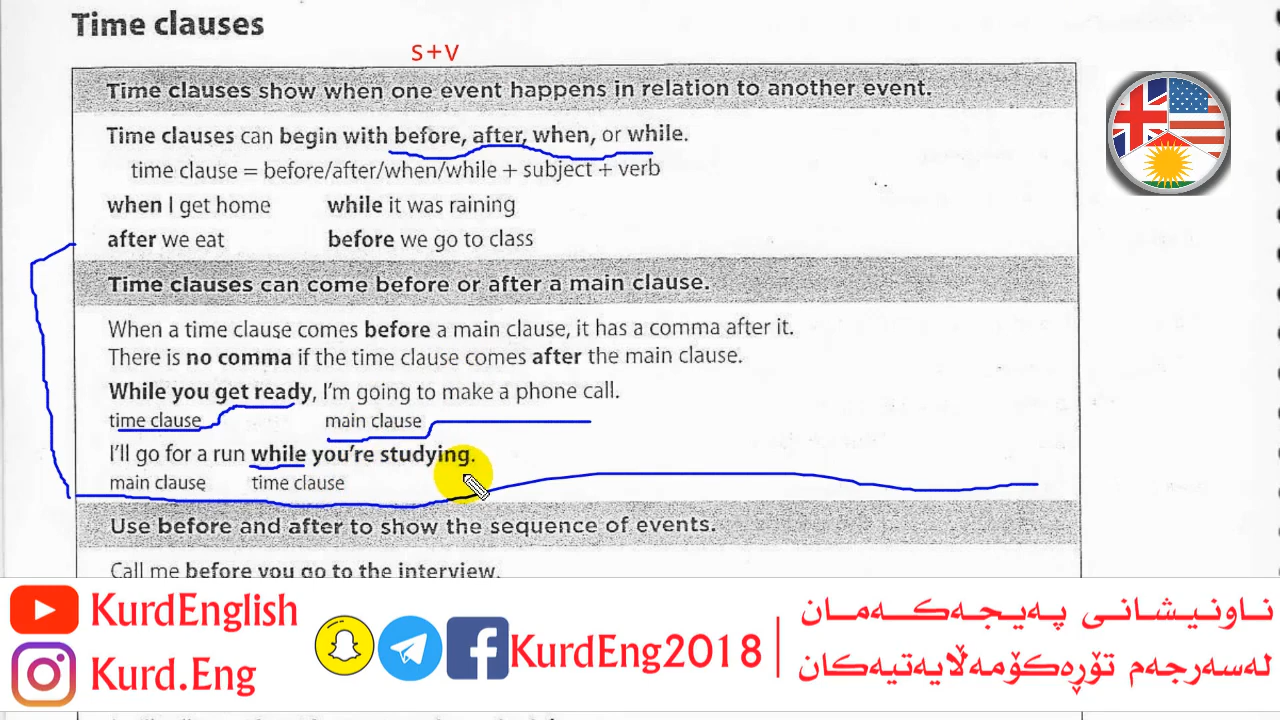 Time clauses
S+V
Time clauses show when one event happens in relation to another event.
Time clauses can begin with before, after, when, or while.
time clause = before/after/when/while + subject + verb
when I get home while it was raining
after we eat before we go to class
Time clauses can come before or after a main clause.
When a time clause comes before a main clause, it has a comma after it.
There is no comma if the time clause comes after the main clause.
While you get ready, I'm going to make a phone call.
time clause main clause
I'll go for a run while you're studying.
main clause time clause
Use before and after to show the sequence of events.
Call me before you go to the interview.
KurdEnglish
Kurd.Eng
KurdEng2018
ناونیشانی پەیجەکەمان
لەسەرجەم تۆڕەکۆمەڵایەتیەکان